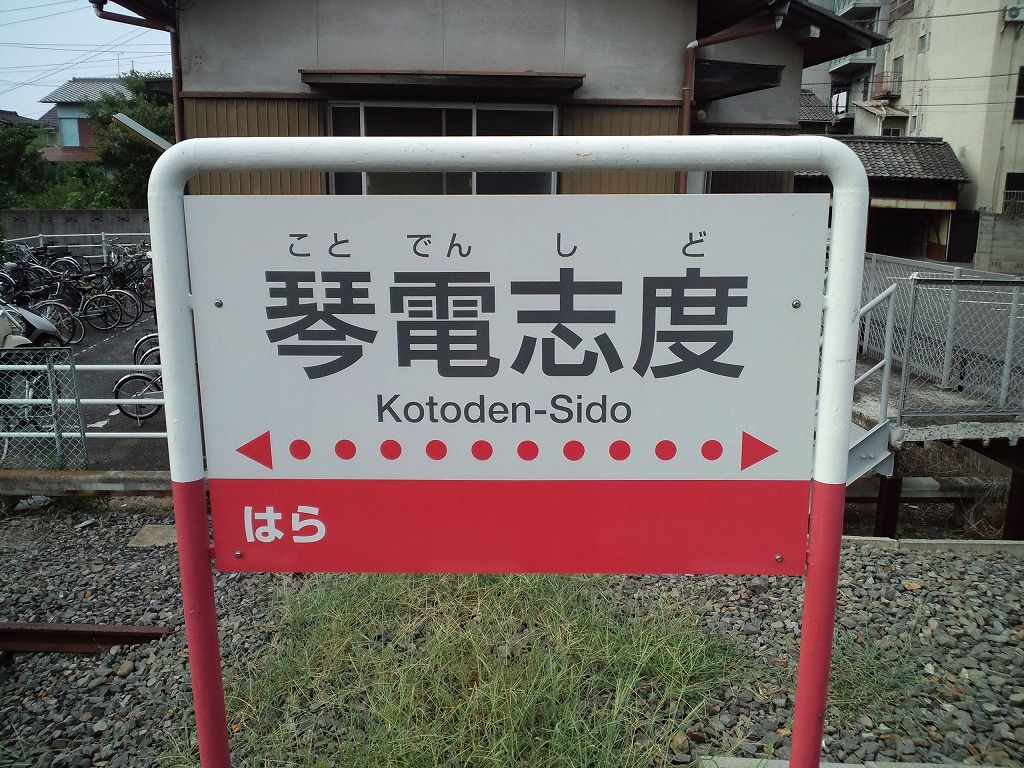 こと でん し ど
琴電志度
Kotoden-Sido
はら